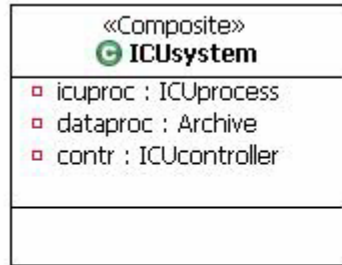 «Composite»
C ICUsystem
icuproc : ICUprocess
dataproc : Archive
contr : ICUcontroller